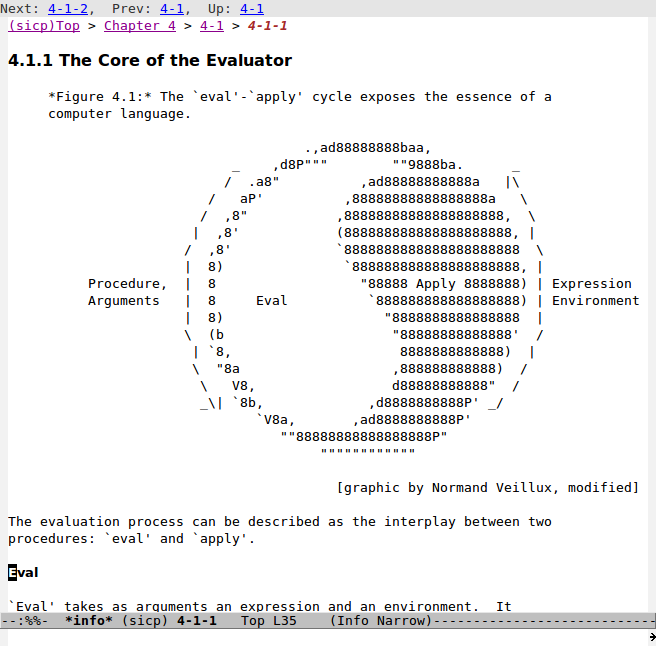 Next: 4-1-2,  Prev: 4-1,  Up: 4-1
(sicp)Top > Chapter 4 > 4-1 > 4-1-1
4.1.1 The Core of the Evaluator
     *Figure 4.1:* The `eval'-`apply' cycle exposes the essence of a
     computer language.
                                     .,ad88888888baa,
                            _    ,d8P"""        ""9888ba.      _
                           /  .a8"          ,ad88888888888a   |\
                         /   aP'          ,88888888888888888a   \
                        /  ,8"           ,88888888888888888888,  \
                       |  ,8'            (888888888888888888888, |
                      /  ,8'             `8888888888888888888888  \
                      |  8)               `888888888888888888888, |
          Procedure,  |  8                  "88888 Apply 8888888) | Expression
          Arguments   |  8     Eval          `888888888888888888) | Environment
                      |  8)                    "8888888888888888  |
                      \  (b                     "88888888888888'  /
                       | `8,                     8888888888888)  |
                       \  "8a                   ,888888888888)  /
                        \   V8,                 d88888888888"  /
                        _\| `8b,             ,d8888888888P' _/
                               `V8a,       ,ad8888888888P'
                                  ""88888888888888888P"
                                       """"""""""""
                                         [graphic by Normand Veillux, modified]
The evaluation process can be described as the interplay between two
procedures: `eval' and `apply'.
Eval
`Eval' takes as arguments an expression and an environment.  It
--:%%-  *info* (sicp) 4-1-1   Top L35    (Info Narrow)----------------------------